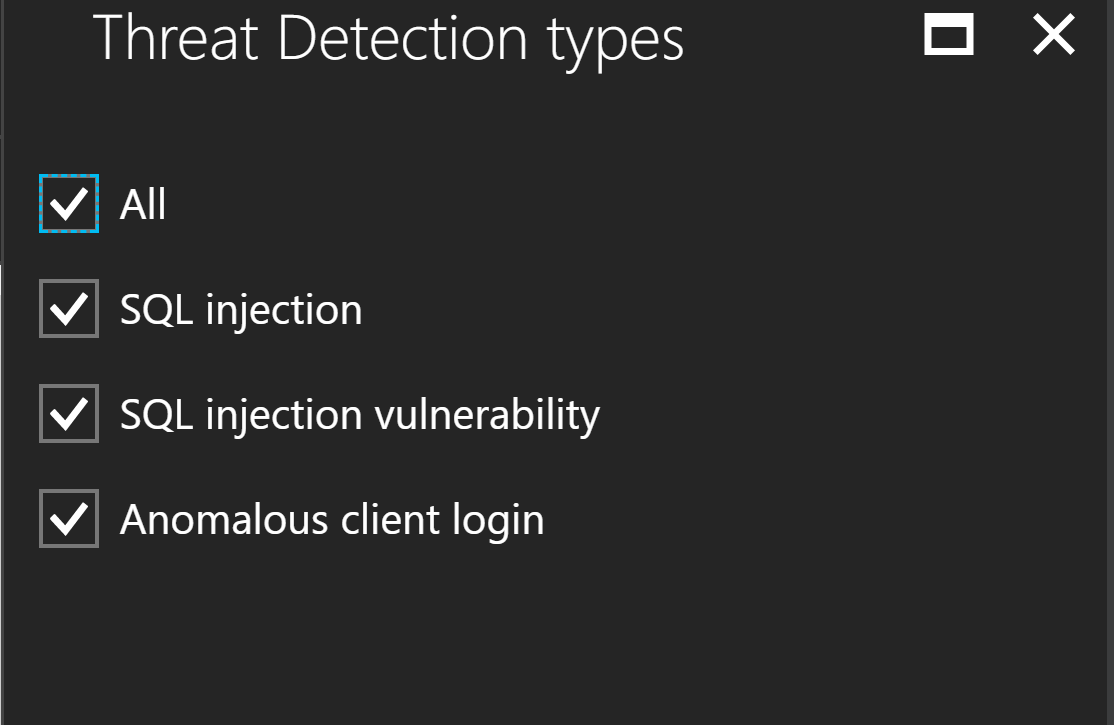 Threat Detection types
All
SQL injection
SQL injection vulnerability
Anomalous client login